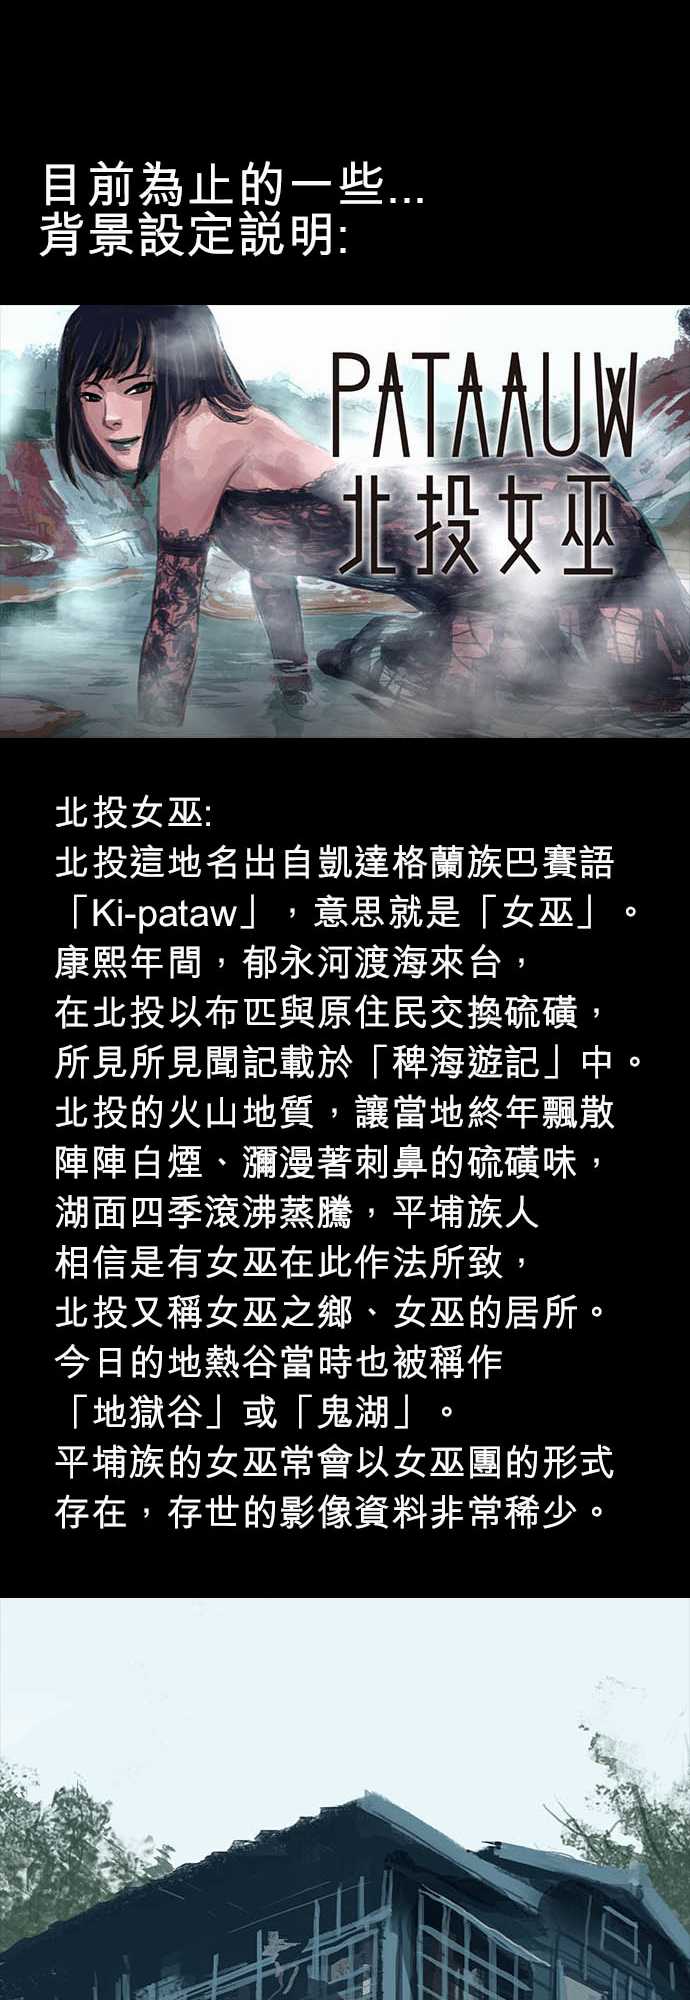 目前為止的一些...
背景設定説明:
PATAAUW
北投女巫
北投女巫:
北投這地名出自凱達格蘭族巴賽語
「Ki-pataw」，意思就是「女巫」。
康熙年間，郁永河渡海來台，
在北投以布匹與原住民交換硫磺，
所見所見聞記載於「稗海遊記」中。
北投的火山地質，讓當地終年飄散
陣陣白煙、瀰漫著刺鼻的硫磺味，
湖面四季滾沸蒸騰，平埔族人
相信是有女巫在此作法所致，
北投又稱女巫之鄉、女巫的居所。
今日的地熱谷當時也被稱作
「地獄谷」或「鬼湖」。
平埔族的女巫常會以女巫團的形式
存在，存世的影像資料非常稀少。